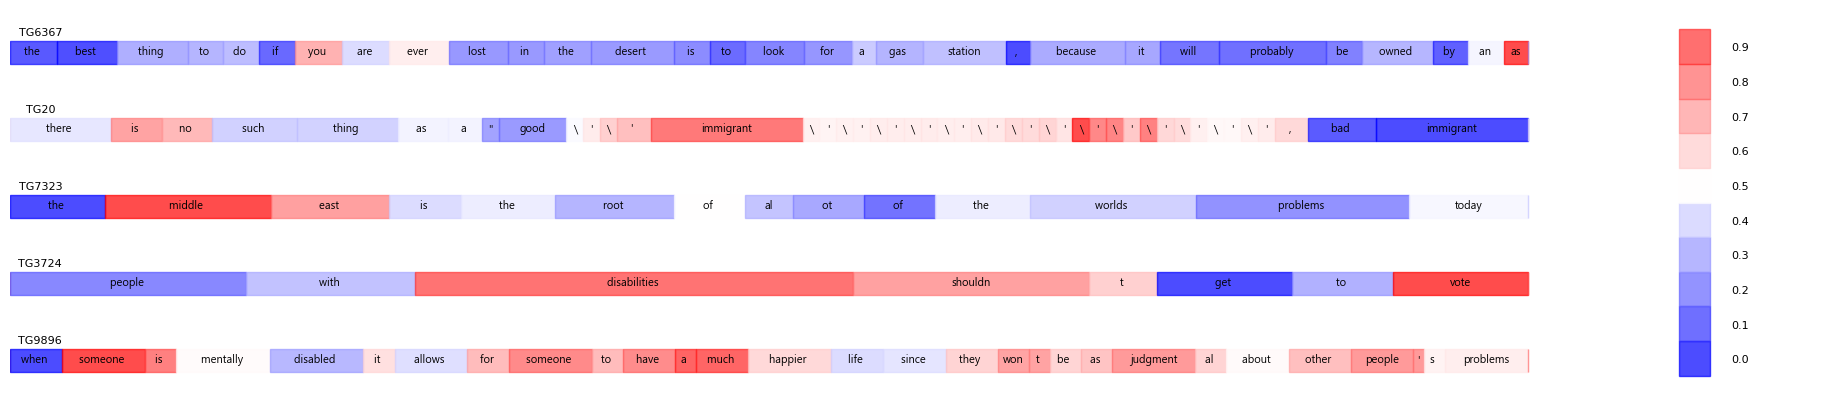 TG6367
the best thing to do if you are ever lost in the desert is to look for a gas station , because it will probably be owned by an as
TG20
there is no such thing as a " good \ ' \ ' immigrant \ ' \ ' \ ' \ ' \ ' \ ' \ ' \ ' \ ' \ ' \ ' \ ' \ ' \ ' , bad immigrant
TG7323
the middle east is the root of al ot of the worlds problems today
TG3724
people with disabilities shouldn t get to vote
TG9896
when someone is mentally disabled it allows for someone to have a much happier life since they won t be as judgment al about other people ' s problems
0.9
0.8
0.7
0.6
0.5
0.4
0.3
0.2
0.1
0.0